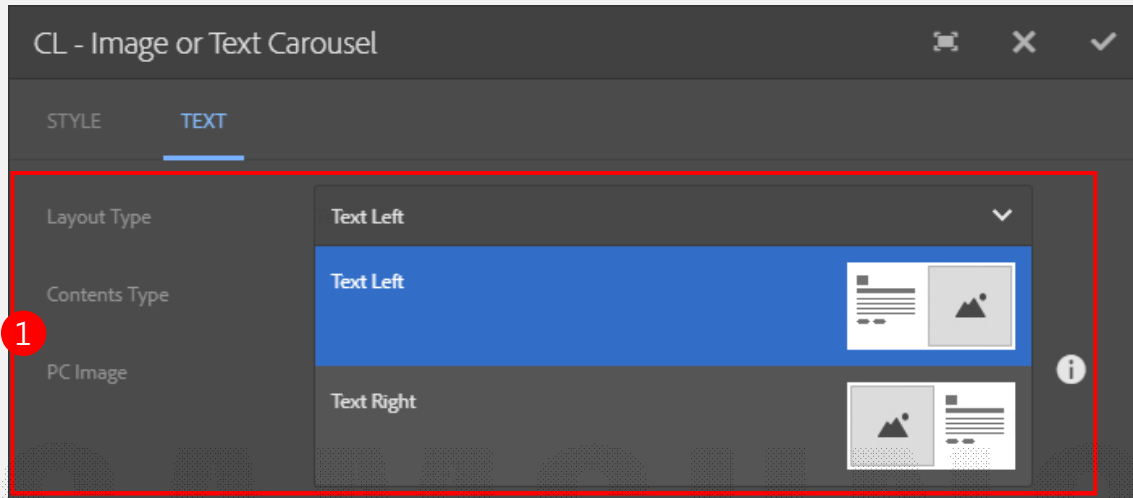 CL - Image or Text Carousel
STYLE TEXT
Layout Type Text Left
Text Left
Contents Type
1
PC Image
i
Text Right